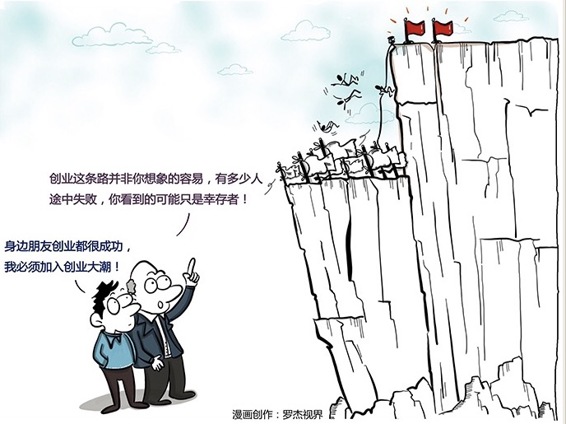 创业这条路并非你想象的容易，有多少人
途中失败，你看到的可能只是幸存者！
身边朋友创业都很成功，
我必须加入创业大潮！
漫画创作：罗杰视界